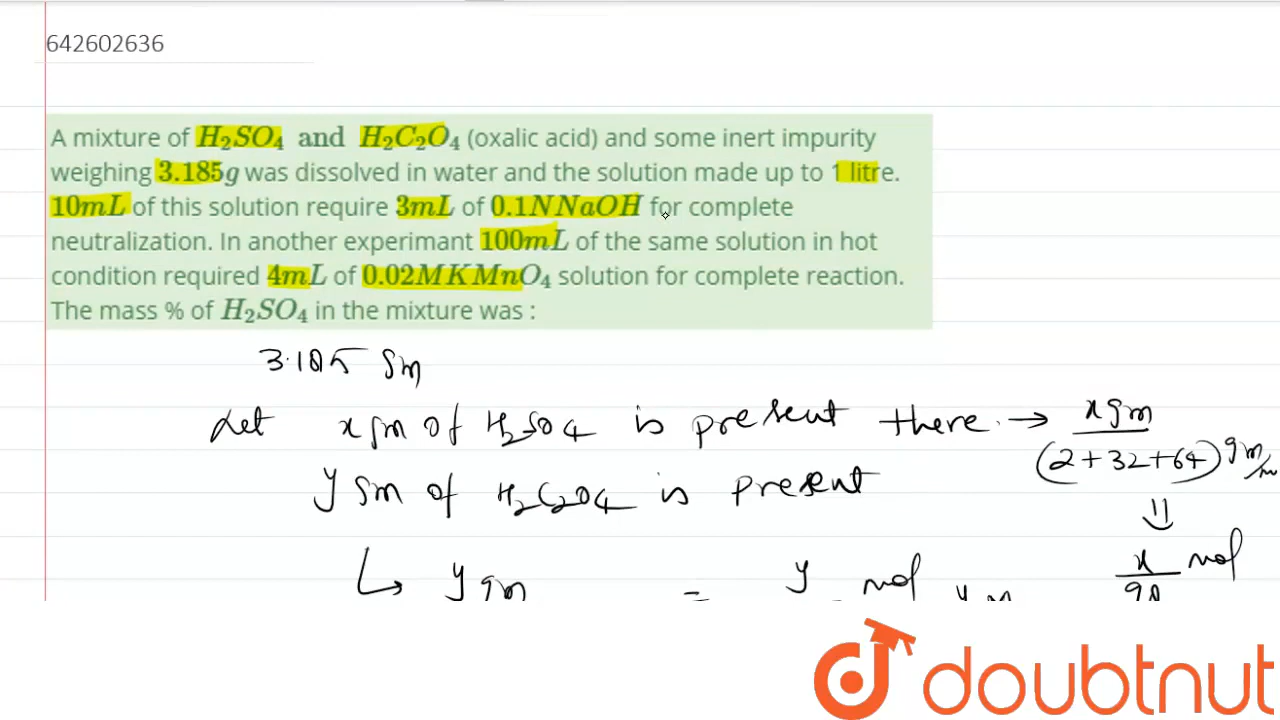 642602636
A mixture of H₂SO₄ and H₂C₂O₄ (oxalic acid) and some inert impurity
weighing 3.185g was dissolved in water and the solution made up to 1 litre.
10mL of this solution require 3mL of 0.1NNaOH for complete
neutralization. In another experimant 100mL of the same solution in hot
condition required 4mL of 0.02MKMnO₄ solution for complete reaction.
The mass % of H₂SO₄ in the mixture was :
3.185 gm
Let x gm of H₂SO₄ is present there. → x gm
(2+32+64) gm/
y gm of H₂C₂O₄ is present
=
x mol
98
↳ y gm = y mol
doubtnut